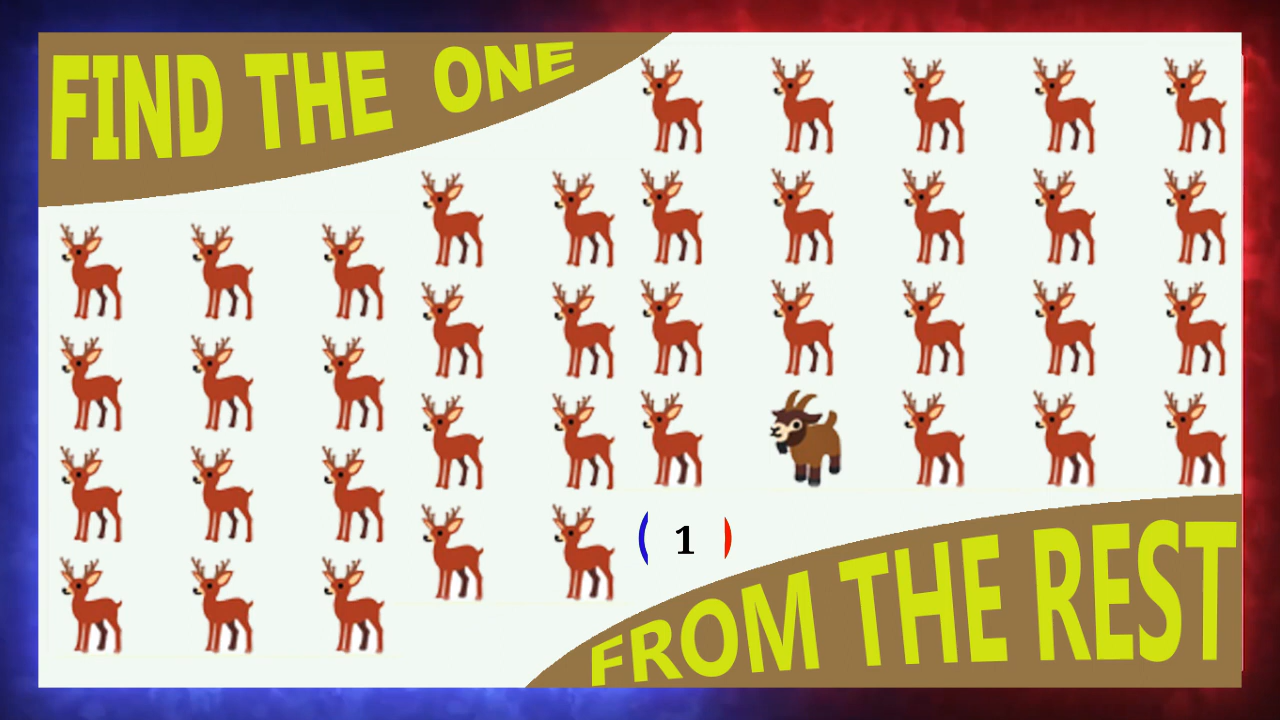 FIND THE ONE
( 1 )
FROM THE REST